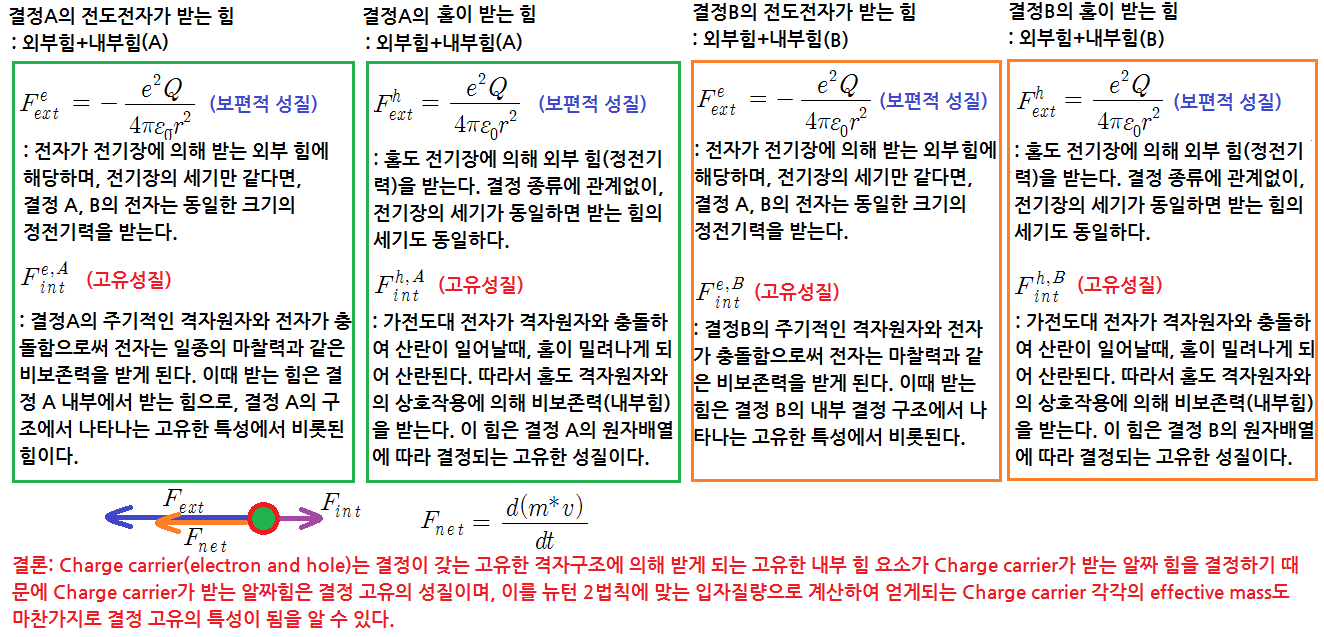 결정A의 전도전자가 받는 힘
: 외부힘+내부힘(A)
F^e_{ext} = - \frac{e^2 Q}{4πε_0 r^2} (보편적 성질)
: 전자가 전기장에 의해 받는 외부 힘에
해당하며, 전기장의 세기만 같다면,
결정 A, B의 전자는 동일한 크기의
정전기력을 받는다.
F^{e,A}_{int} (고유성질)
: 결정A의 주기적인 격자원자와 전자가 충
돌함으로써 전자는 일종의 마찰력과 같은
비보존력을 받게 된다. 이때 받는 힘은 결
정 A 내부에서 받는 힘으로, 결정 A의 구
조에서 나타나는 고유한 특성에서 비롯된
힘이다.
결정A의 홀이 받는 힘
: 외부힘+내부힘(A)
F^h_{ext} = \frac{e^2 Q}{4πε_0 r^2} (보편적 성질)
: 홀도 전기장에 의해 외부 힘(정전기
력)을 받는다. 결정 종류에 관계없이,
전기장의 세기가 동일하면 받는 힘의
세기도 동일하다.
F^{h,A}_{int} (고유성질)
: 가전도대 전자가 격자원자와 충돌하
여 산란이 일어날때, 홀이 밀려나게 되
어 산란된다. 따라서 홀도 격자원자와
의 상호작용에 의해 비보존력(내부힘)
을 받는다. 이 힘은 결정 A의 원자배열
에 따라 결정되는 고유한 성질이다.
결정B의 전도전자가 받는 힘
: 외부힘+내부힘(B)
F^e_{ext} = - \frac{e^2 Q}{4πε_0 r^2} (보편적 성질)
: 전자가 전기장에 의해 받는 외부 힘에
해당하며, 전기장의 세기만 같다면,
결정 A, B의 전자는 동일한 크기의
정전기력을 받는다.
F^{e,B}_{int} (고유성질)
: 결정B의 주기적인 격자원자와 전자
가 충돌함으로써 전자는 마찰력과 같
은 비보존력을 받게 된다. 이때 받는
힘은 결정 B의 내부 결정 구조에서 나
타나는 고유한 특성에서 비롯된다.
결정B의 홀이 받는 힘
: 외부힘+내부힘(B)
F^h_{ext} = \frac{e^2 Q}{4πε_0 r^2} (보편적 성질)
: 홀도 전기장에 의해 외부 힘(정전기
력)을 받는다. 결정 종류에 관계없이,
전기장의 세기가 동일하면 받는 힘의
세기도 동일하다.
F^{h,B}_{int} (고유성질)
: 가전도대 전자가 격자원자와 충돌하
여 산란이 일어날때, 홀이 밀려나게 되
어 산란된다. 따라서 홀도 격자원자와
의 상호작용에 의해 비보존력(내부힘)
을 받는다. 이 힘은 결정 B의 원자배열
에 따라 결정되는 고유한 성질이다.
F_{ext}
F_{int}
F_{net}
F_{net} = \frac{d(m*v)}{dt}
결론: Charge carrier(electron and hole)는 결정이 갖는 고유한 격자구조에 의해 받게 되는 고유한 내부 힘 요소가 Charge carrier가 받는 알짜 힘을 결정하기 때
문에 Charge carrier가 받는 알짜힘은 결정 고유의 성질이며, 이를 뉴턴 2법칙에 맞는 입자질량으로 계산하여 얻게되는 Charge carrier 각각의 effective mass도
마찬가지로 결정 고유의 특성이 됨을 알 수 있다.